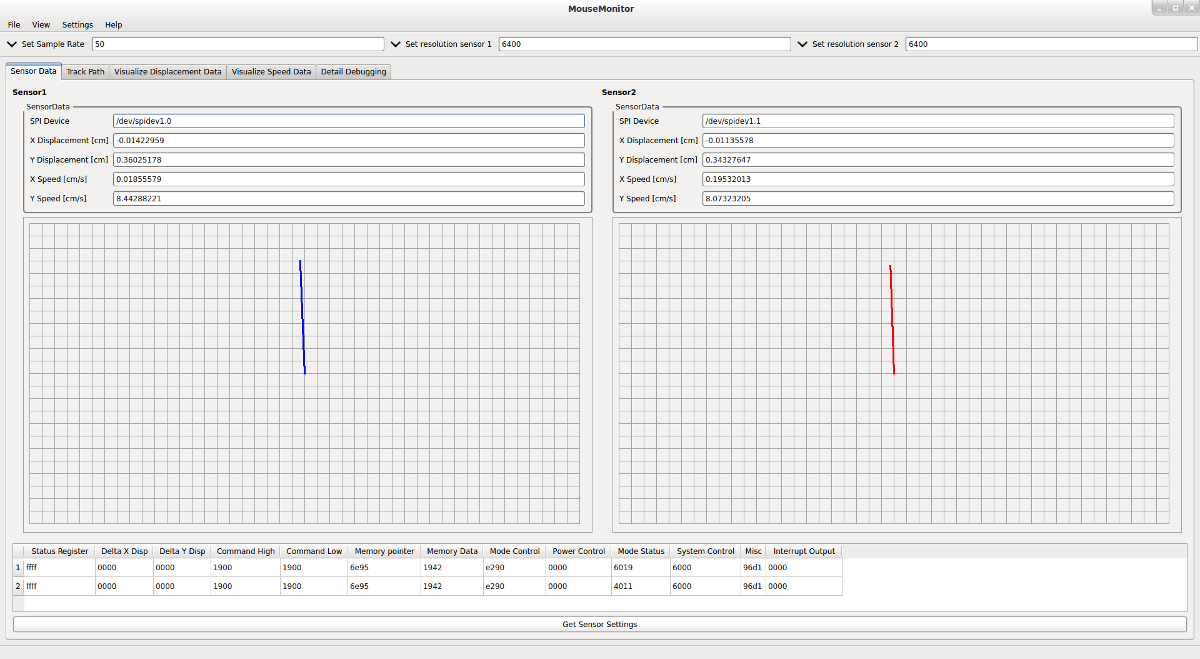 MouseMonitor
File View Settings Help
Set Sample Rate 50 Set resolution sensor 1 6400 Set resolution sensor 2 6400
Sensor Data Track Path Visualize Displacement Data Visualize Speed Data Detail Debugging
Sensor1 Sensor2
SensorData SensorData
SPI Device /dev/spidev1.0 SPI Device /dev/spidev1.1
X Displacement [cm] -0.01422959 X Displacement [cm] -0.01135578
Y Displacement [cm] 0.36025178 Y Displacement [cm] 0.34327647
X Speed [cm/s] 0.01855579 X Speed [cm/s] 0.19532013
Y Speed [cm/s] 8.44288221 Y Speed [cm/s] 8.07323205
Status Register Delta X Disp Delta Y Disp Command High Command Low Memory pointer Memory Data Mode Control Power Control Mode Status System Control Misc Interrupt Output
1 ffff 0000 0000 1900 1900 6e95 1942 e290 0000 6019 6000 96d1 0000
2 ffff 0000 0000 1900 1900 6e95 1942 e290 0000 4011 6000 96d1 0000
Get Sensor Settings